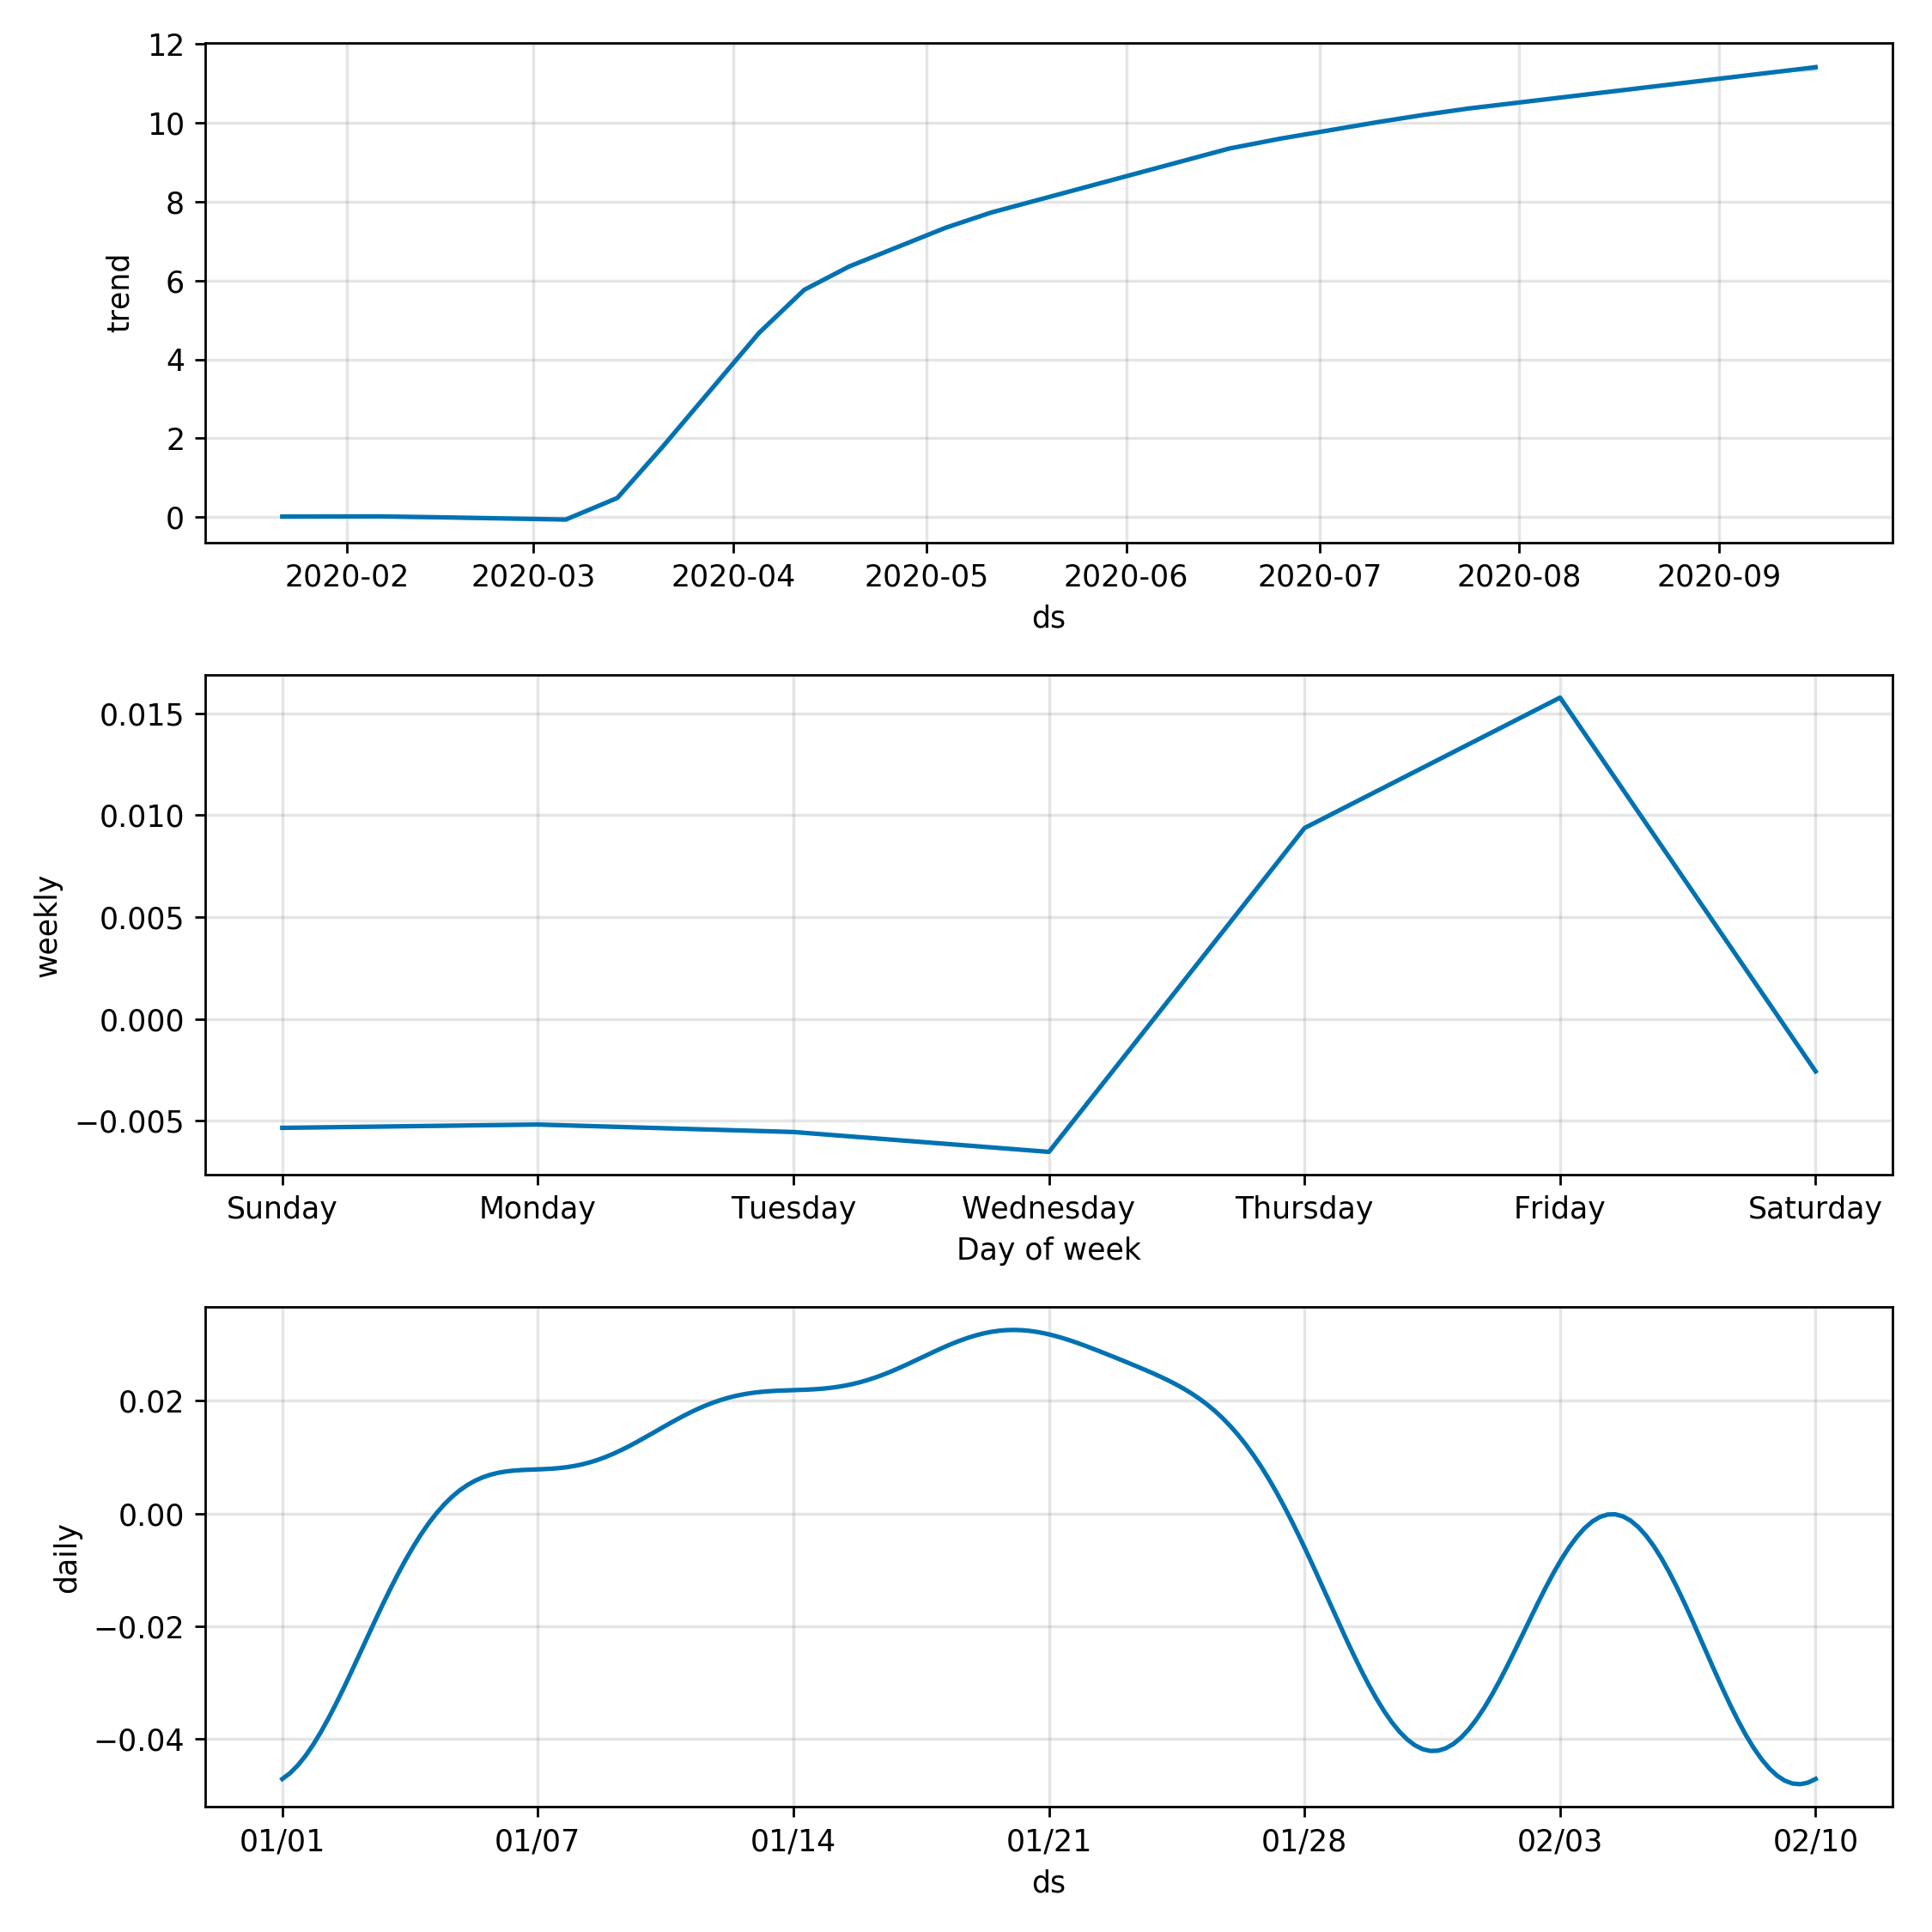 12
10
8
6
4
2
0
trend
2020-02 2020-03 2020-04 2020-05 2020-06 2020-07 2020-08 2020-09
ds
0.015
0.010
0.005
0.000
−0.005
weekly
Sunday Monday Tuesday Wednesday Thursday Friday Saturday
Day of week
0.02
0.00
−0.02
−0.04
daily
01/01 01/07 01/14 01/21 01/28 02/03 02/10
ds